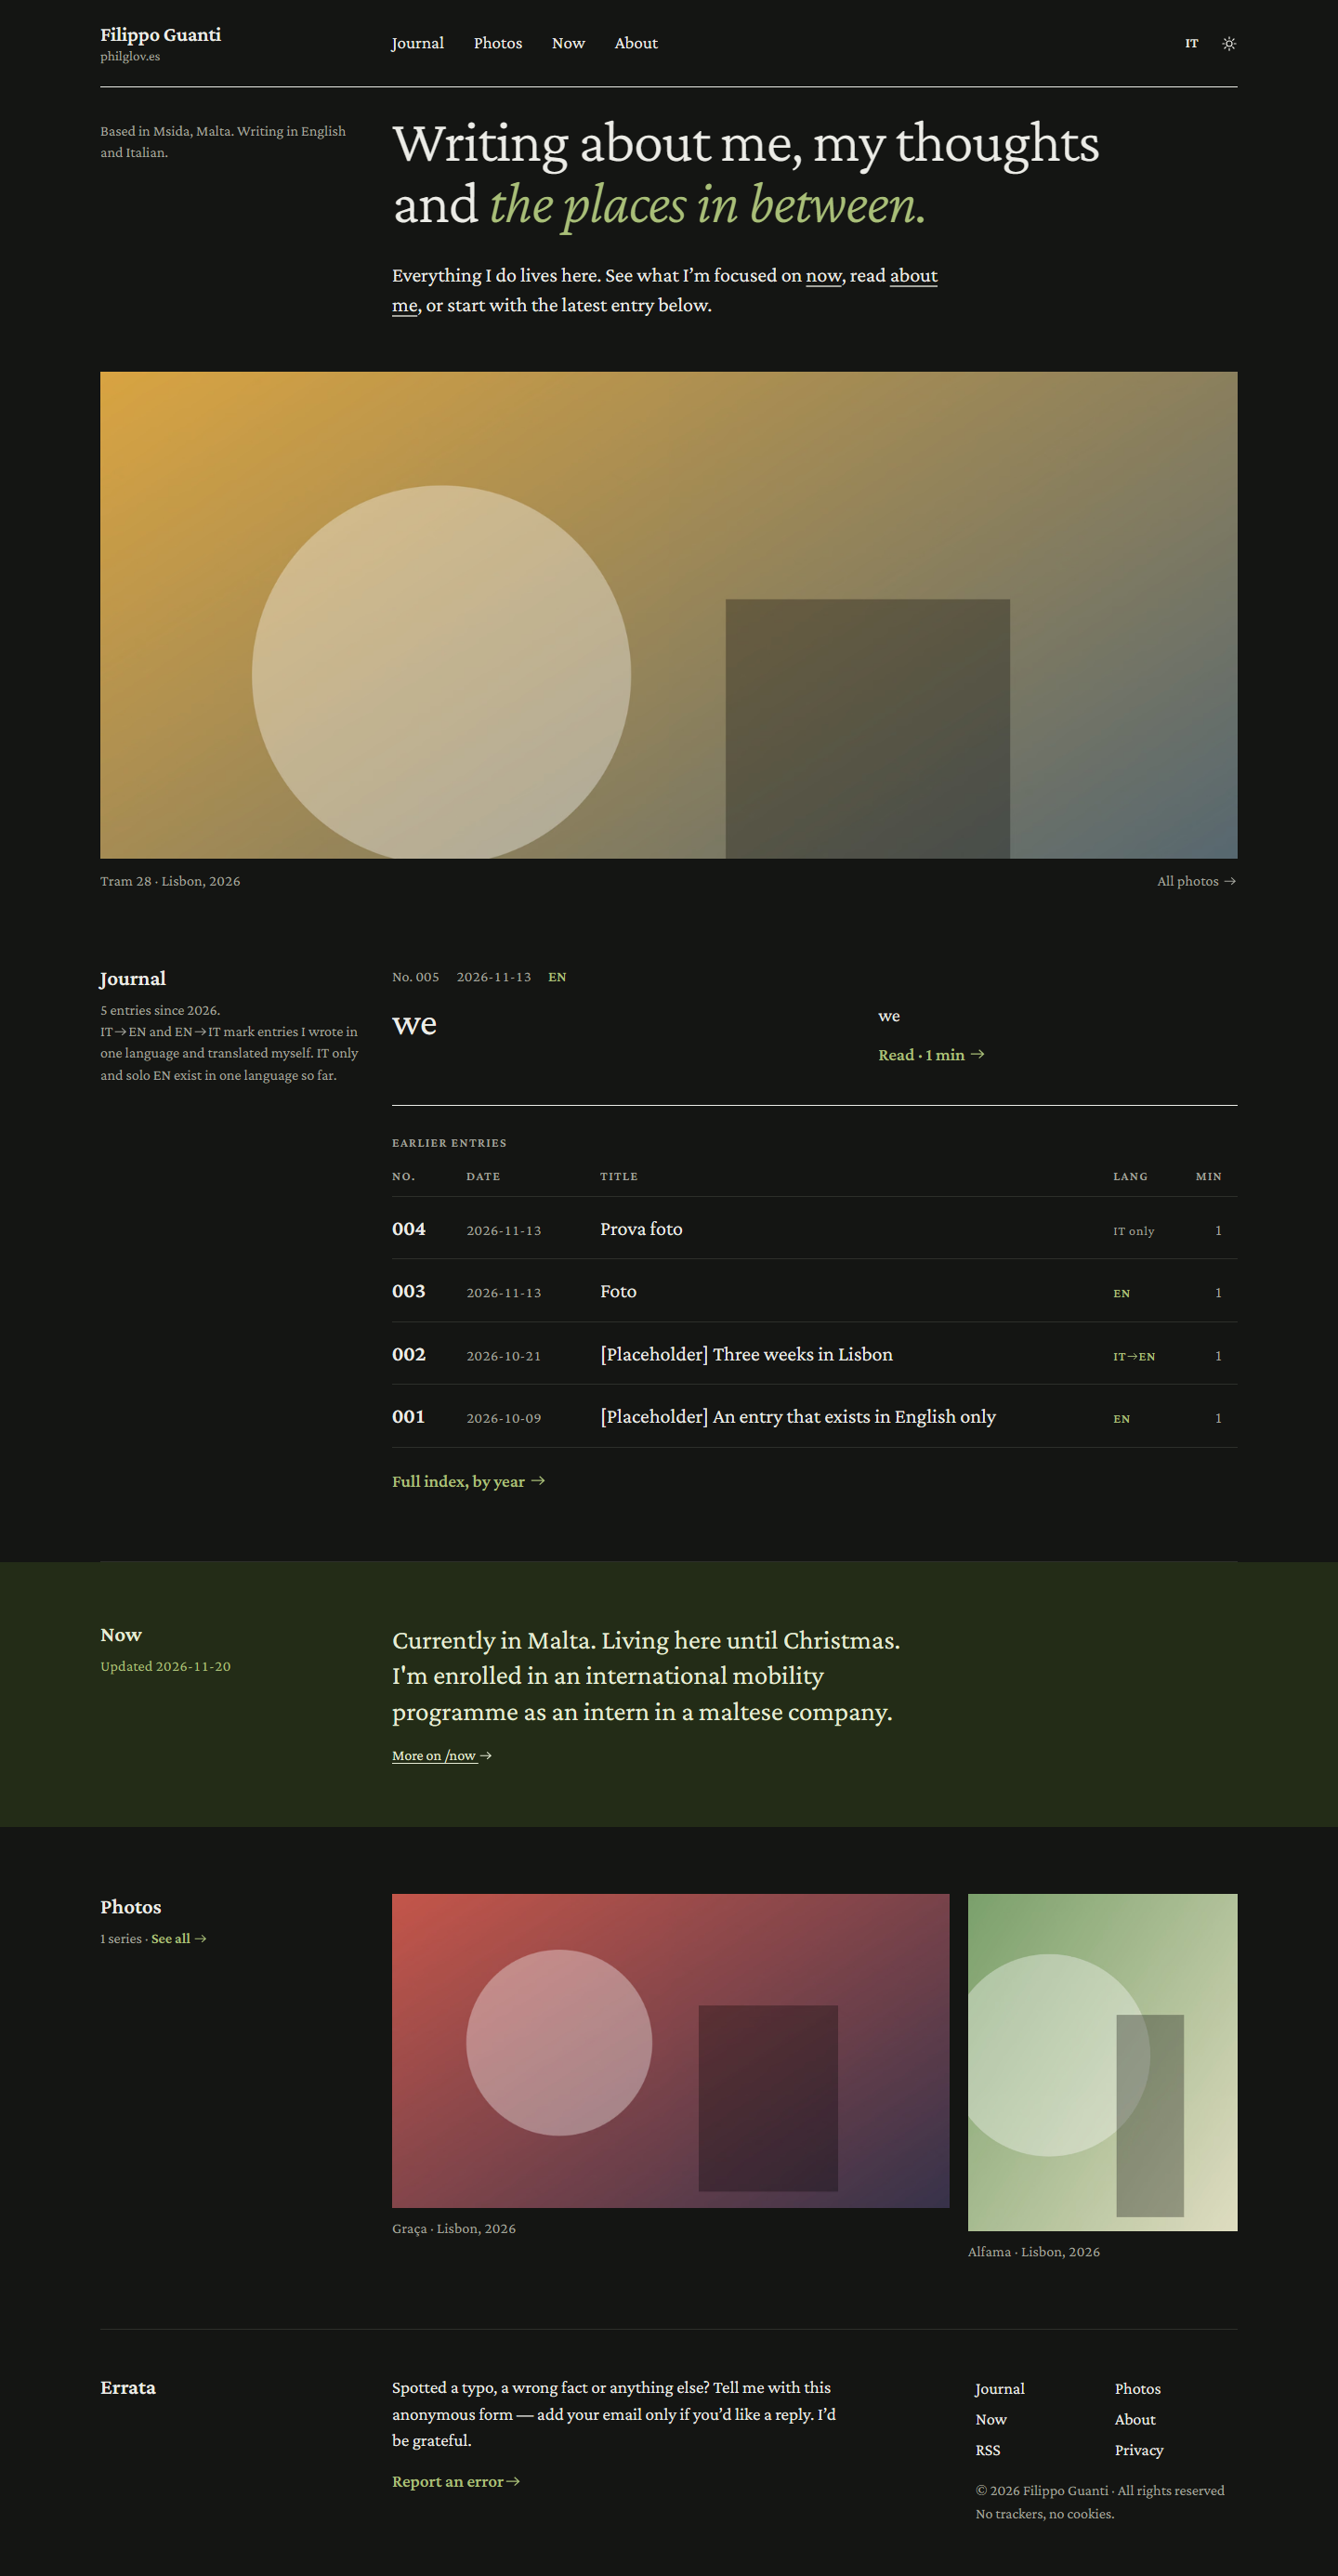 Filippo Guanti
philglov.es
Journal Photos Now About
IT
Based in Msida, Malta. Writing in English
and Italian.
Writing about me, my thoughts
and the places in between.
Everything I do lives here. See what I’m focused on now, read about
me, or start with the latest entry below.
Tram 28 · Lisbon, 2026
All photos →
Journal
5 entries since 2026.
IT→EN and EN→IT mark entries I wrote in
one language and translated myself. IT only
and solo EN exist in one language so far.
No. 005 2026-11-13 EN
we
we
Read · 1 min →
EARLIER ENTRIES
NO. DATE TITLE LANG MIN
004 2026-11-13 Prova foto IT only 1
003 2026-11-13 Foto EN 1
002 2026-10-21 [Placeholder] Three weeks in Lisbon IT→EN 1
001 2026-10-09 [Placeholder] An entry that exists in English only EN 1
Full index, by year →
Now
Updated 2026-11-20
Currently in Malta. Living here until Christmas.
I'm enrolled in an international mobility
programme as an intern in a maltese company.
More on /now →
Photos
1 series · See all →
Graça · Lisbon, 2026
Alfama · Lisbon, 2026
Errata
Spotted a typo, a wrong fact or anything else? Tell me with this
anonymous form — add your email only if you’d like a reply. I’d
be grateful.
Report an error→
Journal Photos
Now About
RSS Privacy
© 2026 Filippo Guanti · All rights reserved
No trackers, no cookies.